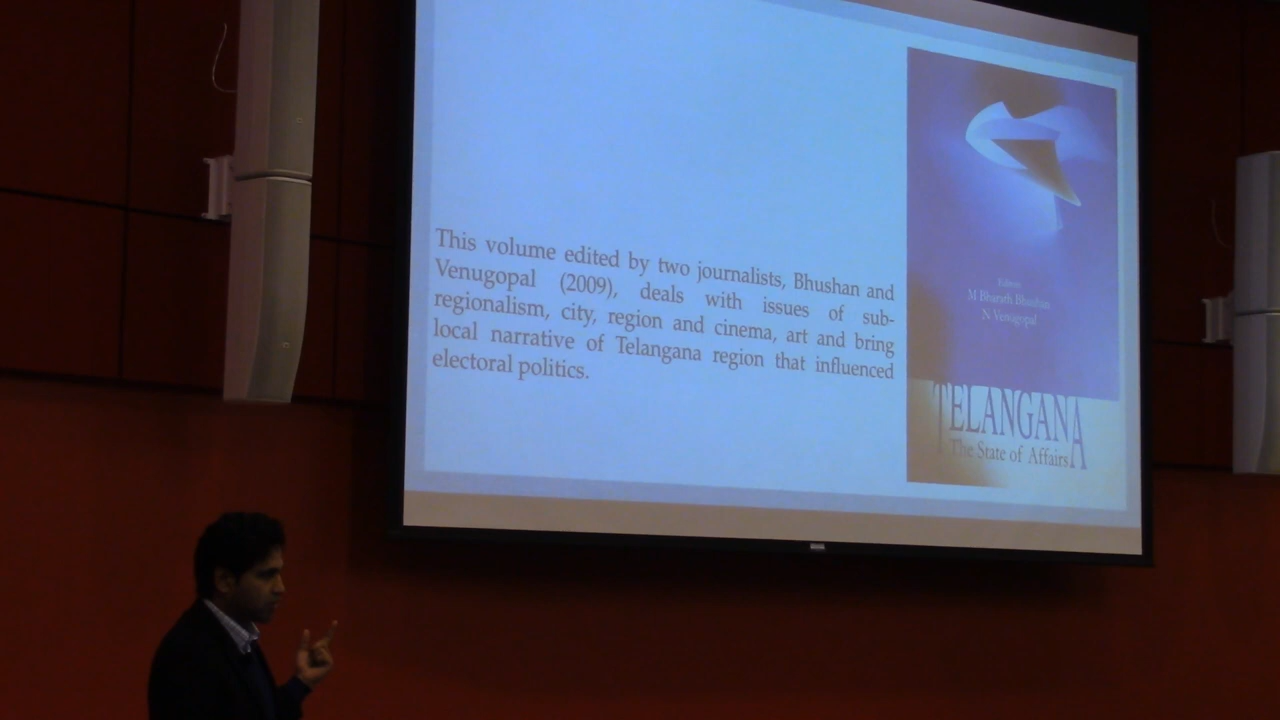 This volume edited by two journalists, Bhushan and
Venugopal (2009), deals with issues of sub-
regionalism, city, region and cinema, art and bring
local narrative of Telangana region that influenced
electoral politics.
Editors
M Bharath Bhushan
N Venugopal
TELANGANA
The State of Affairs